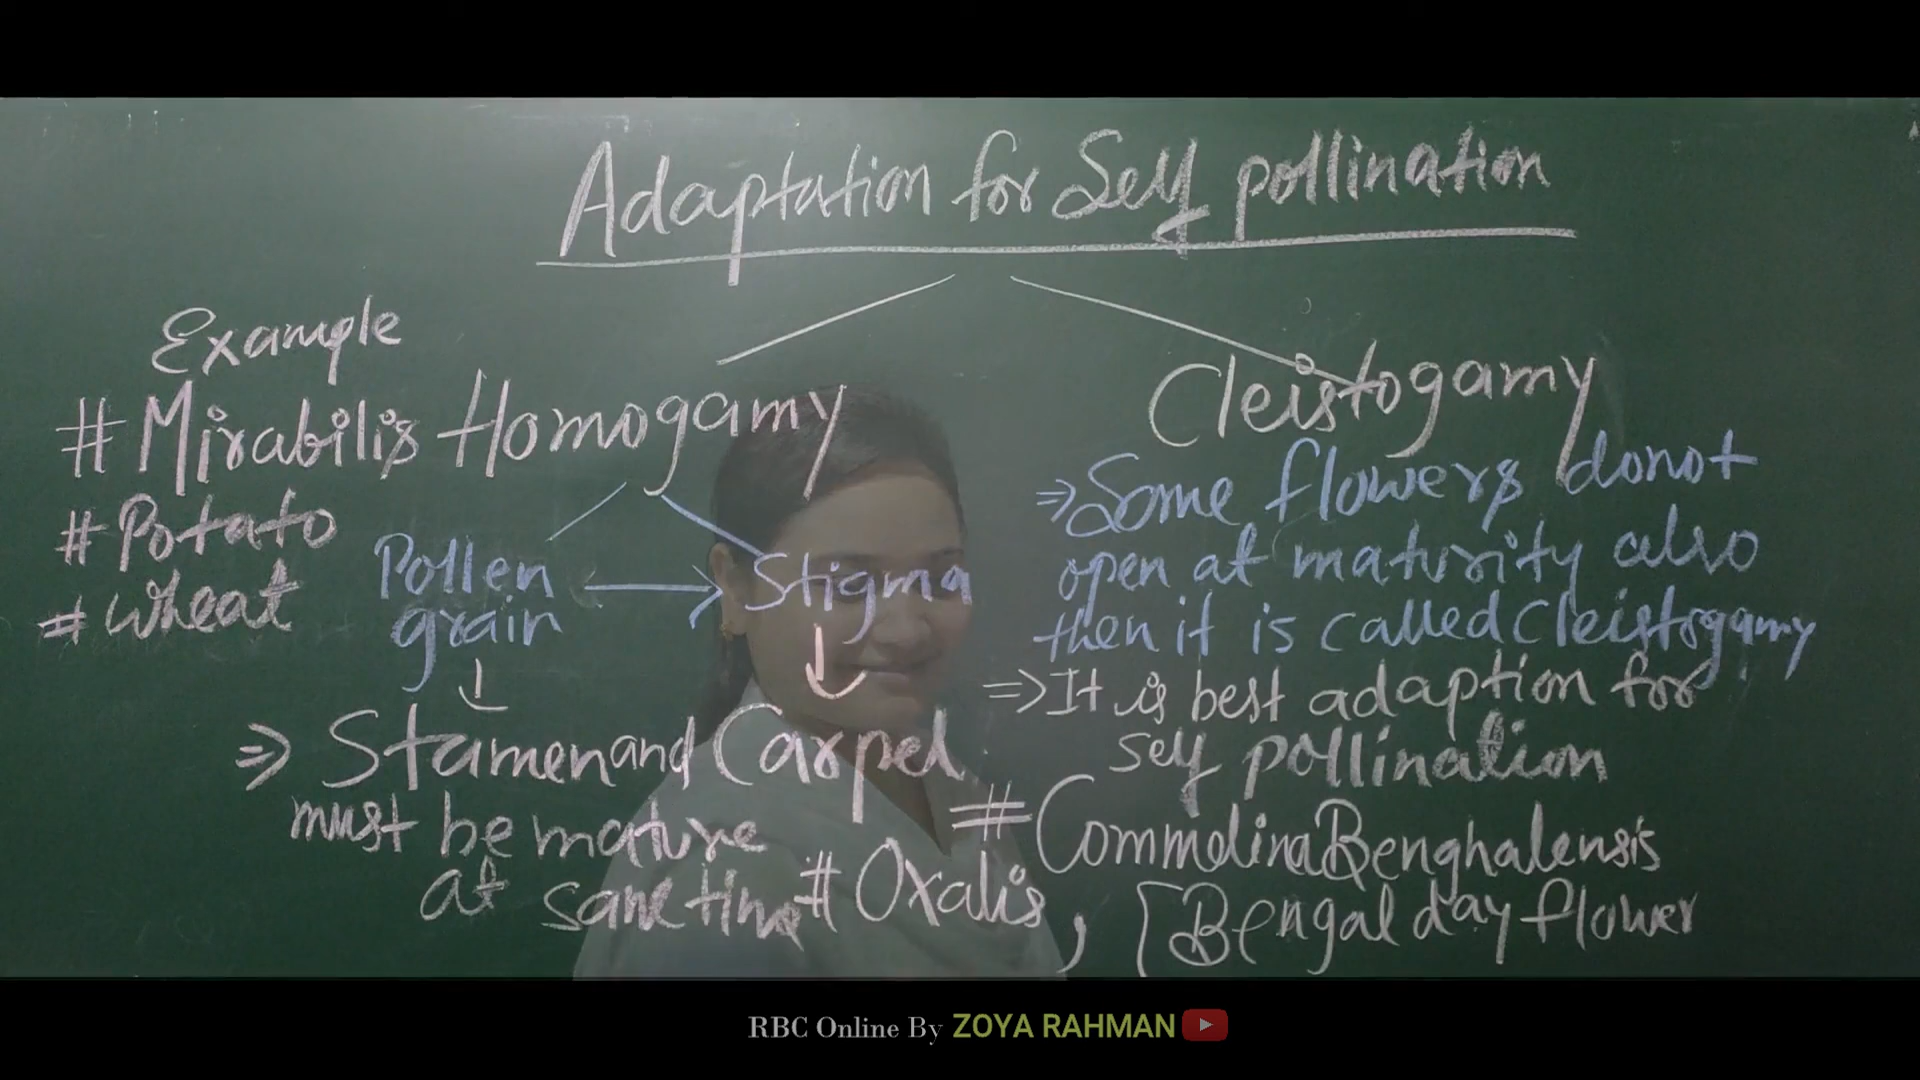 Adaptation for Self pollination
Example
# Mirabilis
# Potato
# wheat
Homogamy
Pollen grain → Stigma
⇒ Stamen and Carpel
must be mature
at same time
Cleistogamy
⇒ Some flowers donot
open at maturity also
then it is called Cleistogamy
⇒ It is best adaption for
self pollination
# Commelina Benghalensis
# Oxalis, [Bengal day flower
RBC Online By ZOYA RAHMAN